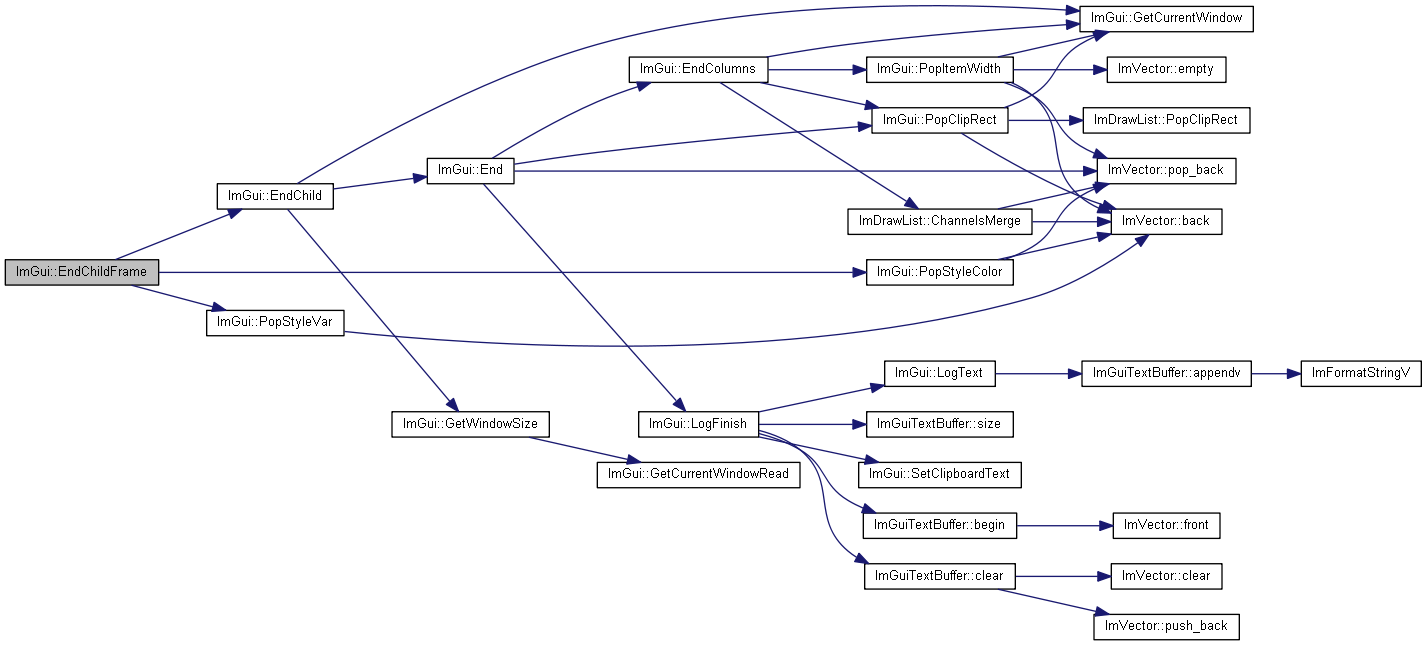 ImGui::EndChildFrame
ImGui::EndChild
ImGui::PopStyleVar
ImGui::End
ImGui::GetWindowSize
ImGui::EndColumns
ImGui::LogFinish
ImGui::GetCurrentWindowRead
ImGui::PopItemWidth
ImGui::PopClipRect
ImDrawList::ChannelsMerge
ImGui::PopStyleColor
ImGui::LogText
ImGuiTextBuffer::size
ImGui::SetClipboardText
ImGuiTextBuffer::begin
ImGuiTextBuffer::clear
ImGui::GetCurrentWindow
ImVector::empty
ImDrawList::PopClipRect
ImVector::pop_back
ImVector::back
ImGuiTextBuffer::appendv
ImVector::front
ImVector::clear
ImVector::push_back
ImFormatStringV